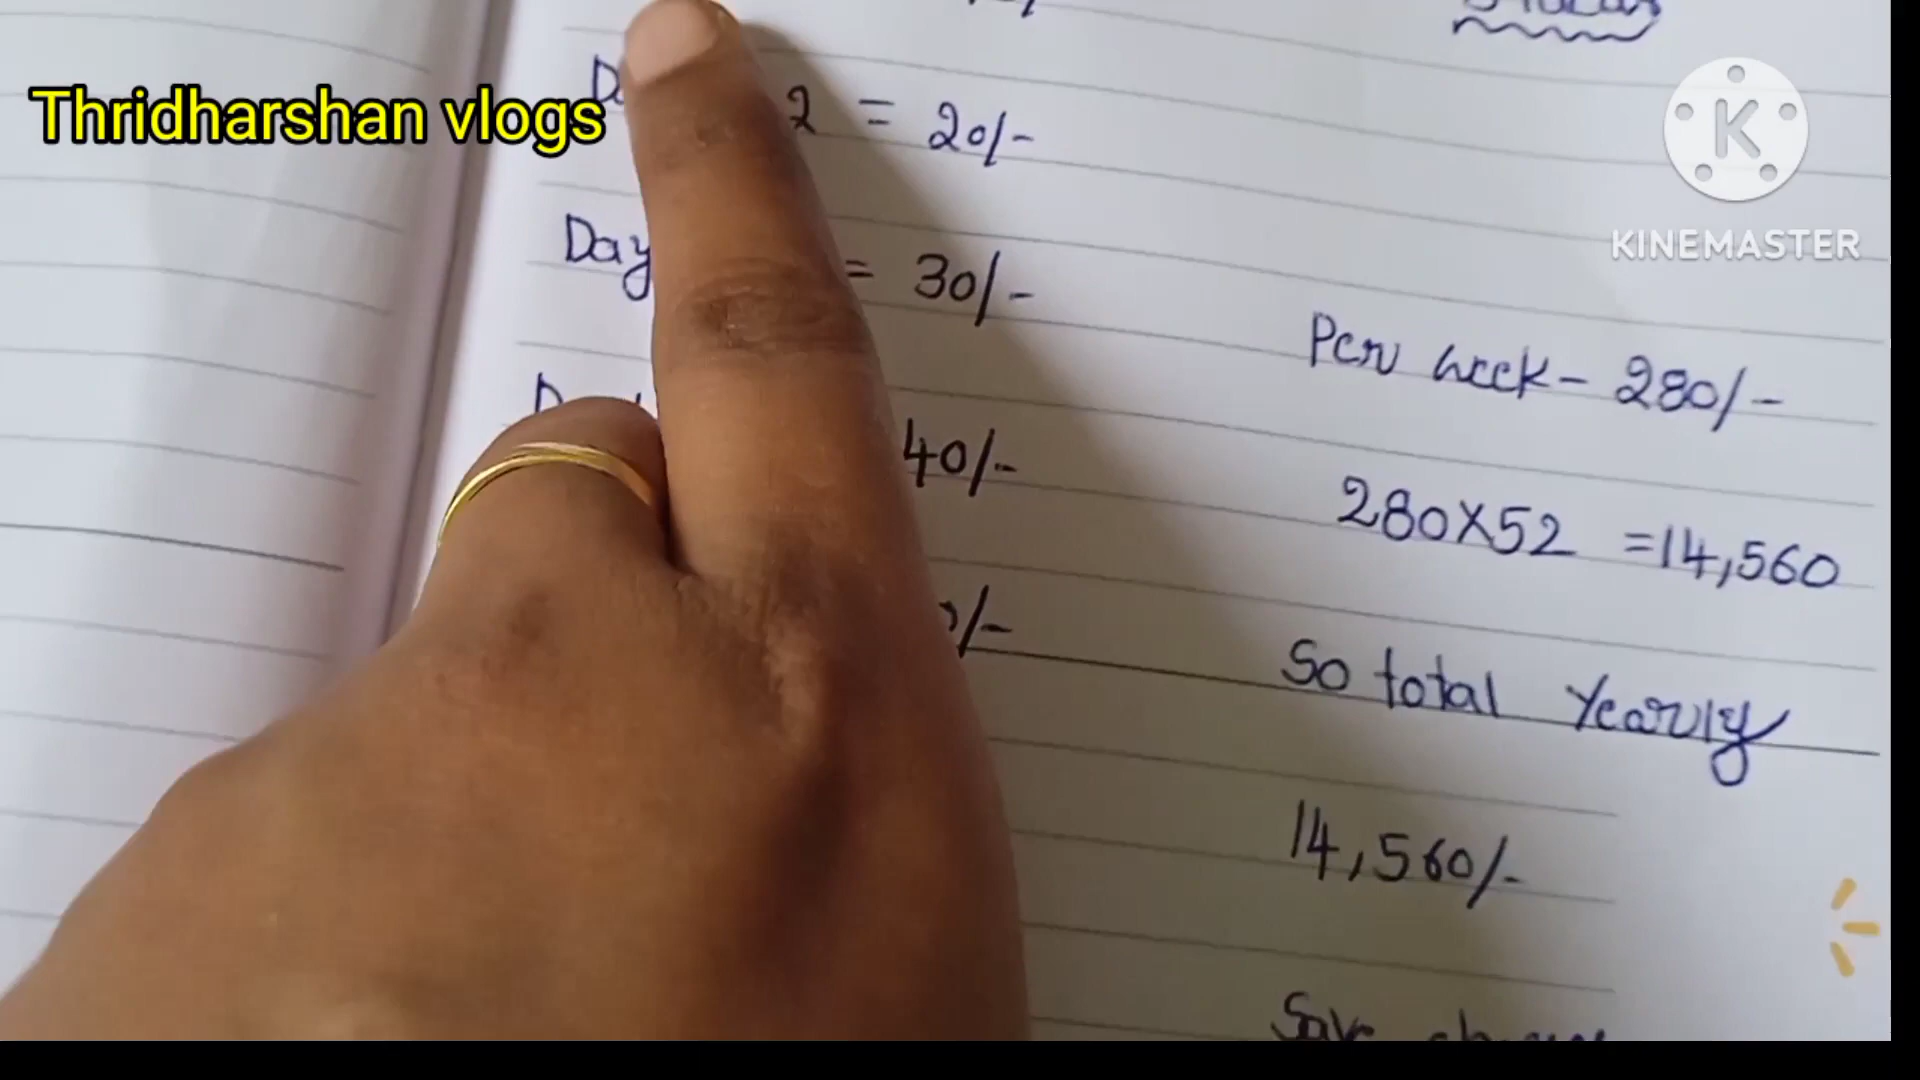 Thridharshan vlogs
K
KINEMASTER
2 = 20/-
Day = 30/-
40/-
/-
Per week - 280/-
280X52 = 14,560
So total Yearly
14,560/-
Save